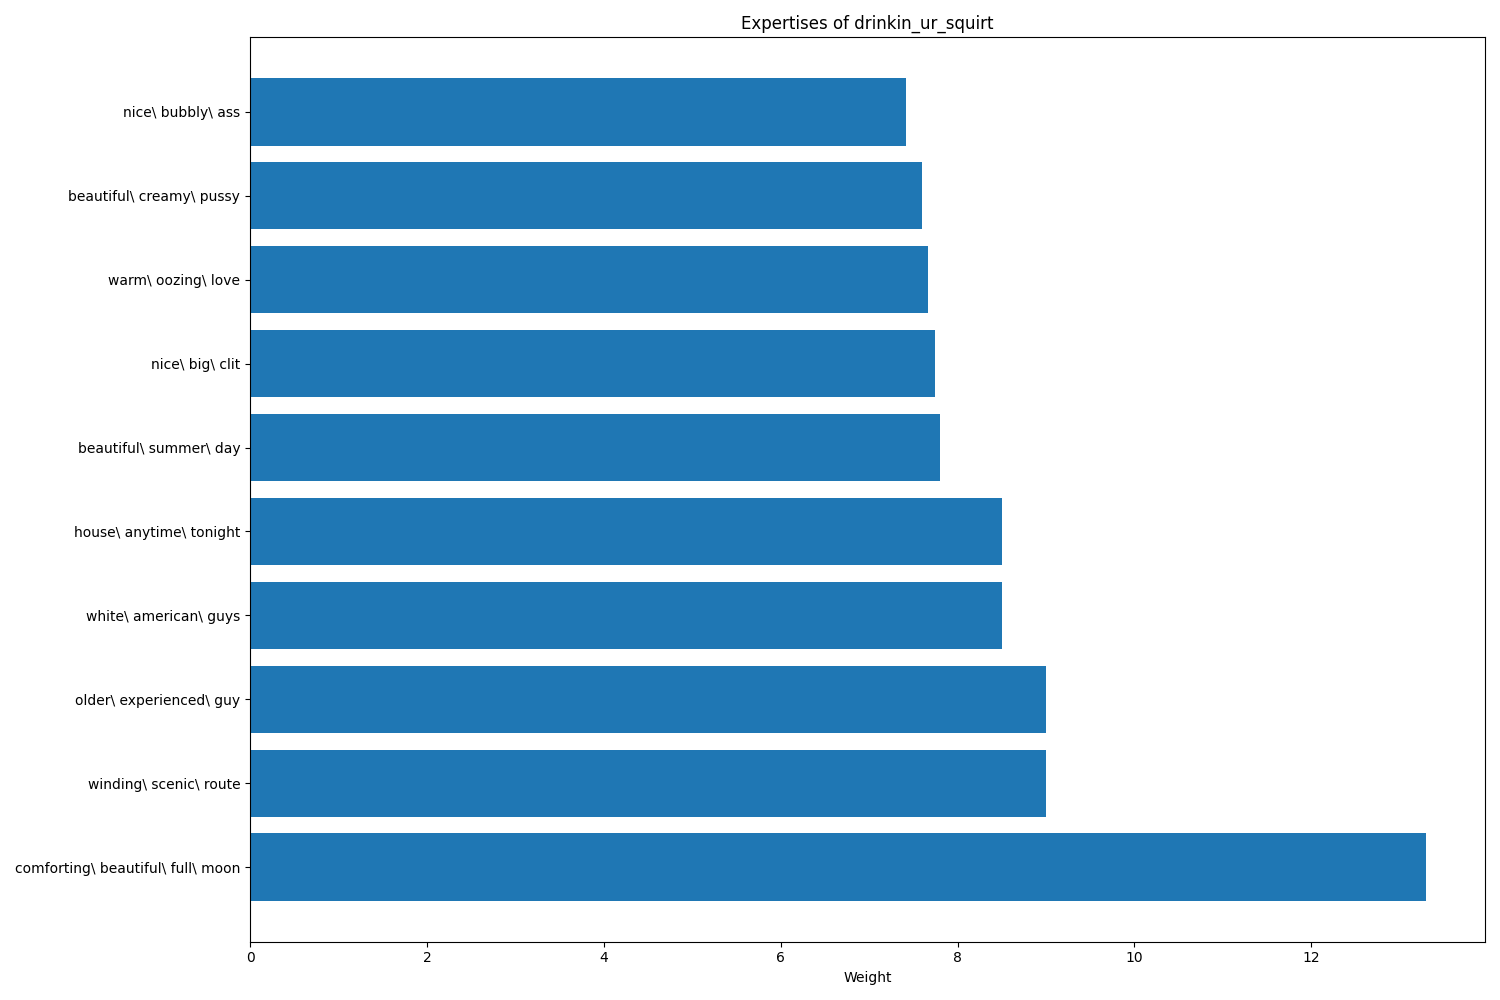 Expertises of drinkin_ur_squirt
nice\ bubbly\ ass
beautiful\ creamy\ pussy
warm\ oozing\ love
nice\ big\ clit
beautiful\ summer\ day
house\ anytime\ tonight
white\ american\ guys
older\ experienced\ guy
winding\ scenic\ route
comforting\ beautiful\ full\ moon
0 2 4 6 8 10 12
Weight